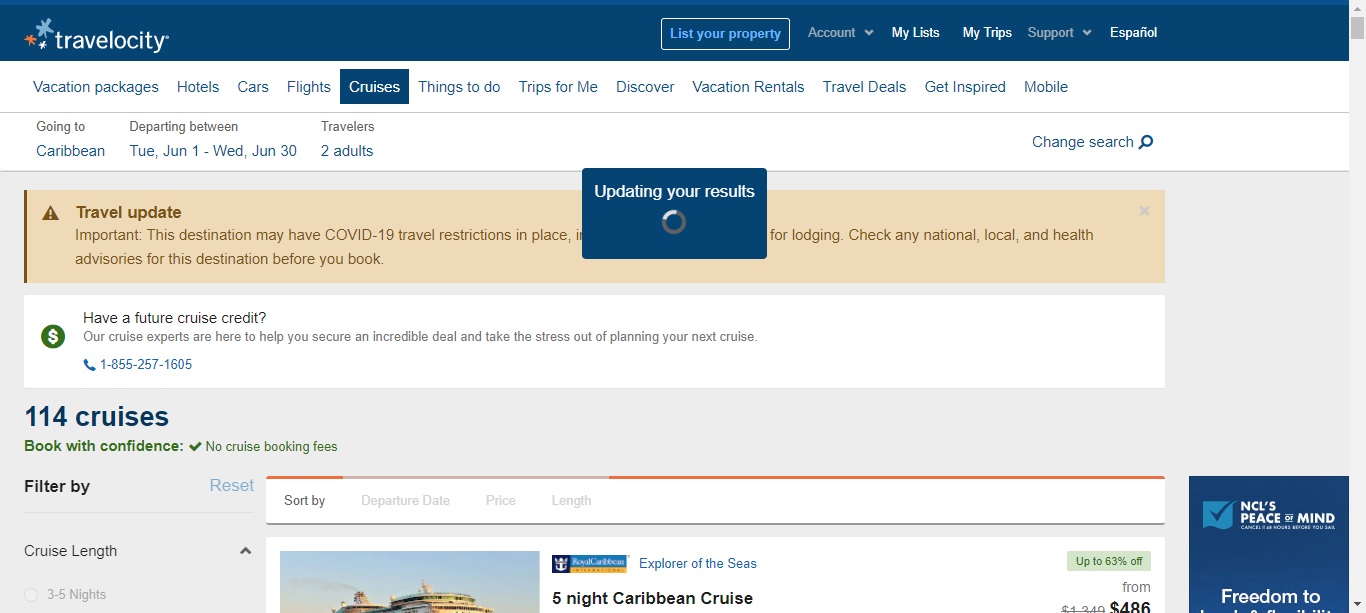 travelocity
List your property
Account
My Lists
My Trips
Support
Español
Vacation packages
Hotels
Cars
Flights
Cruises
Things to do
Trips for Me
Discover
Vacation Rentals
Travel Deals
Get Inspired
Mobile
Going to
Departing between
Travelers
Caribbean
Tue, Jun 1 - Wed, Jun 30
2 adults
Change search
Updating your results
Travel update
Important: This destination may have COVID-19 travel restrictions in place, for lodging. Check any national, local, and health
advisories for this destination before you book.
Have a future cruise credit?
Our cruise experts are here to help you secure an incredible deal and take the stress out of planning your next cruise.
1-855-257-1605
114 cruises
Book with confidence: No cruise booking fees
Filter by
Reset
Sort by
Departure Date
Price
Length
Cruise Length
3-5 Nights
RoyalCaribbean
INTERNATIONAL
Explorer of the Seas
5 night Caribbean Cruise
Up to 63% off
from
$1,349 $486
NCL'S
PEACE OF MIND
CANCEL 48 HOURS BEFORE YOU SAIL
Freedom to